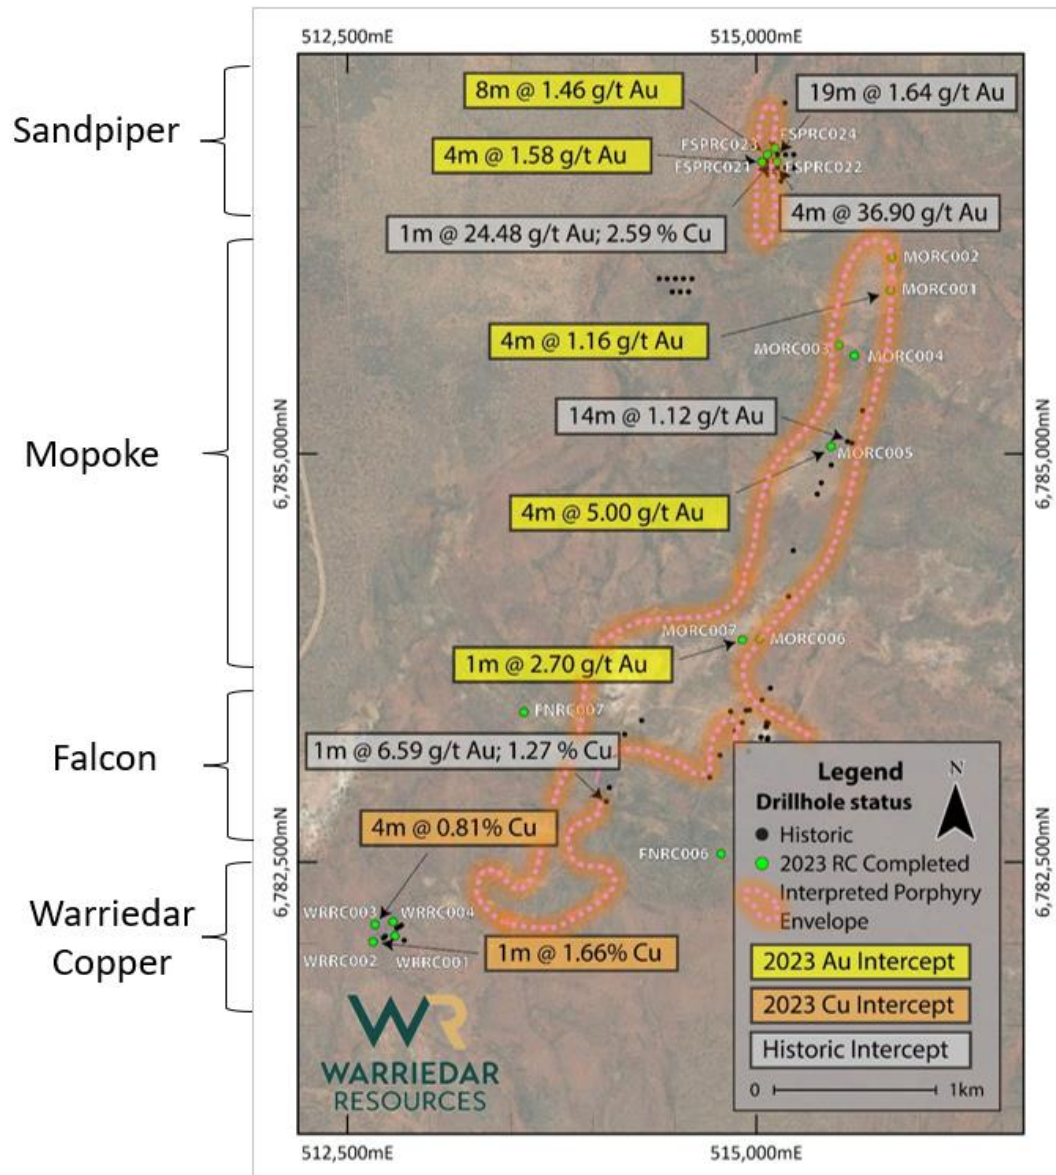 512,500mE
515,000mE
Sandpiper
8m @ 1.46 g/t Au
19m @ 1.64 g/t Au
FSPRC024
FSPRC023
4m @ 1.58 g/t Au
FSPRC021
FSPRC022
4m @ 36.90 g/t Au
1m @ 24.48 g/t Au; 2.59 % Cu
MORC002
MORC001
4m @ 1.16 g/t Au
MORC003
MORC004
Mopoke
14m @ 1.12 g/t Au
MORC005
6,785,000mN
6,785,000mN
4m @ 5.00 g/t Au
MORC007
MORC006
1m @ 2.70 g/t Au
FNRC007
Falcon
1m @ 6.59 g/t Au; 1.27 % Cu
4m @ 0.81% Cu
FNRC006
6,782,500mN
6,782,500mN
Warriedar
Copper
WRRC003
WRRC004
WRRC002
WRRC001
1m @ 1.66% Cu
Legend
N
Drillhole status
Historic
2023 RC Completed
Interpreted Porphyry
Envelope
2023 Au Intercept
2023 Cu Intercept
Historic Intercept
0
1km
WR
WARRIEDAR
RESOURCES
512,500mE
515,000mE